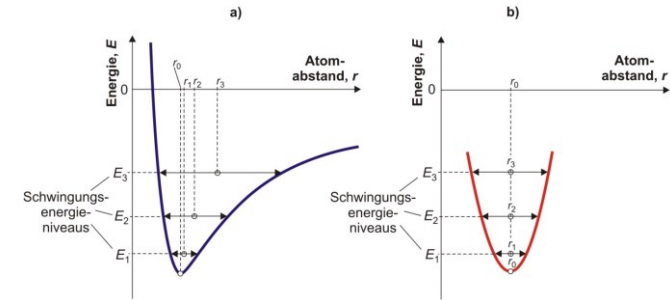 a)
Energie, E
Atom-
abstand, r
r0
r1
r2
r3
0
E3
Schwingungs-
energie-
niveaus
E2
E1
b)
Energie, E
Atom-
abstand, r
r0
0
E3
r3
Schwingungs-
energie-
niveaus
E2
r2
E1
r1
r0